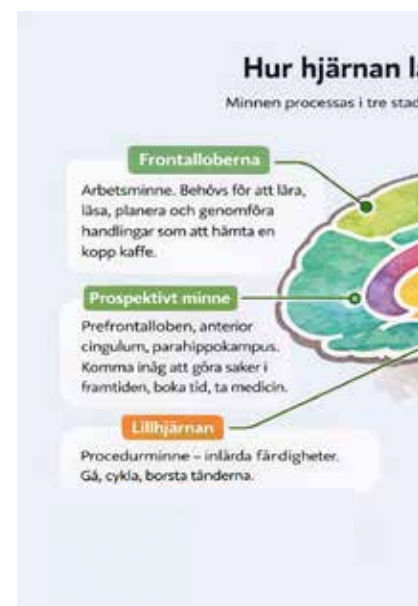 Hur hjärnan
Minnen processas i tre
Frontalloberna
Arbetsminne. Behövs för att lära,
läsa, planera och genomföra
handlingar som att hämta en
kopp kaffe.
Prospektivt minne
Prefrontalloben, anterior
cingulum, parahippokampus.
Komma ihåg att göra saker i
framtiden, boka tid, ta medicin.
Lillhjärnan
Procedurminne – inlärda färdigheter.
Gå, cykla, borsta tänderna.